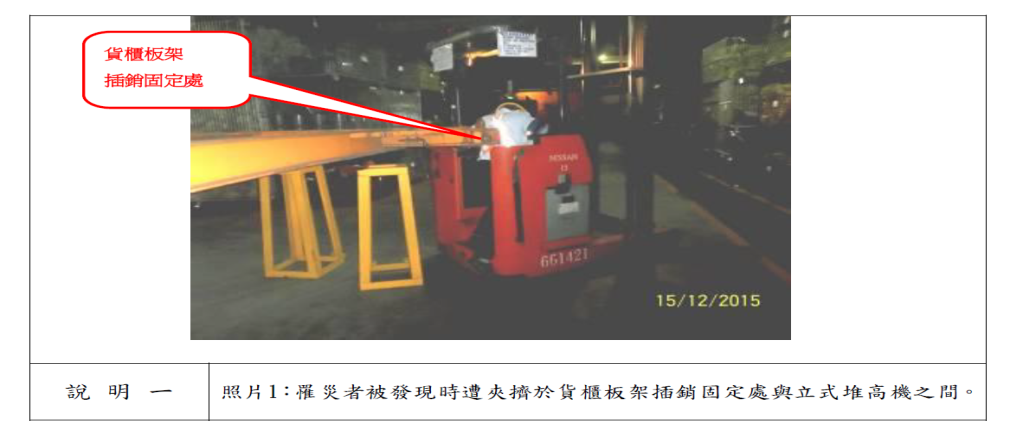 貨櫃板架
插銷固定處
NISSAN
13
661421
15/12/2015
說明一
照片1：罹災者被發現時遭夾擠於貨櫃板架插銷固定處與立式堆高機之間。